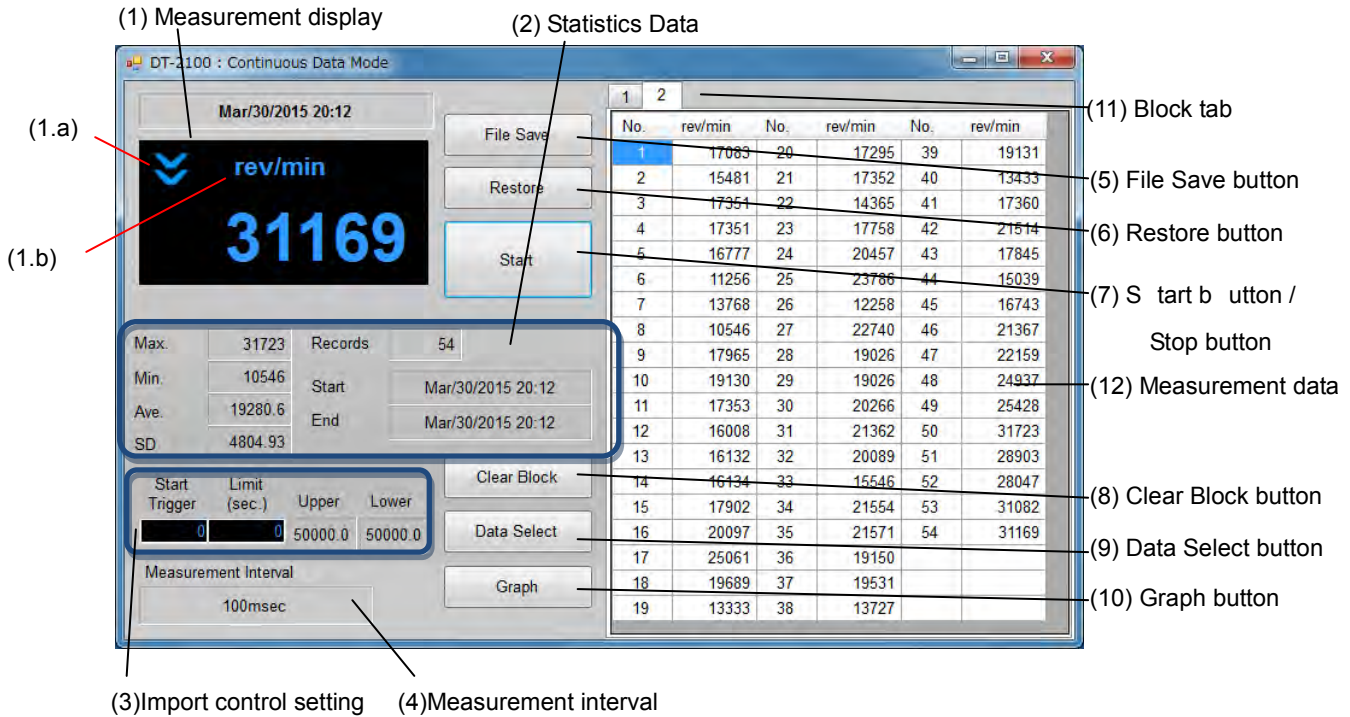 (1) Measurement display
(2) Statistics Data
DT-2100 : Continuous Data Mode
Mar/30/2015 20:12
(1.a)
rev/min
31169
(1.b)
File Save
Restore
Start
Max. 31723 Records 54
Min. 10546 Start Mar/30/2015 20:12
Ave. 19280.6 End Mar/30/2015 20:12
SD 4804.93
Start Trigger Limit (sec.) Upper Lower
0 0 50000.0 50000.0
Measurement Interval
100msec
Clear Block
Data Select
Graph
1 2
No. rev/min No. rev/min No. rev/min
1 17083 20 17295 39 19131
2 15481 21 17352 40 13433
3 17351 22 14365 41 17360
4 17351 23 17758 42 21514
5 16777 24 20457 43 17845
6 11256 25 23786 44 15039
7 13768 26 12258 45 16743
8 10546 27 22740 46 21367
9 17965 28 19026 47 22159
10 19130 29 19026 48 24937
11 17353 30 20266 49 25428
12 16008 31 21362 50 31723
13 16132 32 20089 51 28903
14 16134 33 15546 52 28047
15 17902 34 21554 53 31082
16 20097 35 21571 54 31169
17 25061 36 19150
18 19689 37 19531
19 13333 38 13727
(11) Block tab
(5) File Save button
(6) Restore button
(7) S tart b utton /
Stop button
(12) Measurement data
(8) Clear Block button
(9) Data Select button
(10) Graph button
(3)Import control setting
(4)Measurement interval